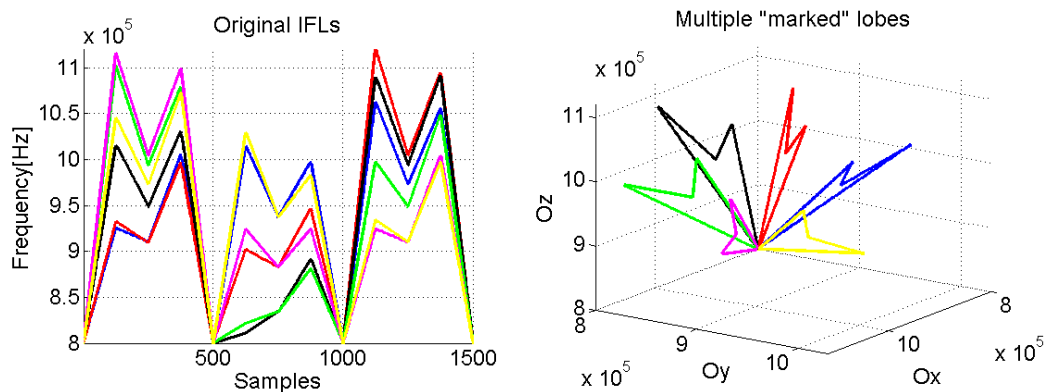 Original IFLs
x 10^5
11
10.5
10
9.5
9
8.5
8
Frequency[Hz]
500
1000
1500
Samples
Multiple "marked" lobes
x 10^5
11
10
9
8
Oz
8
9
10
x 10^5
Oy
10
8
x 10^5
Ox